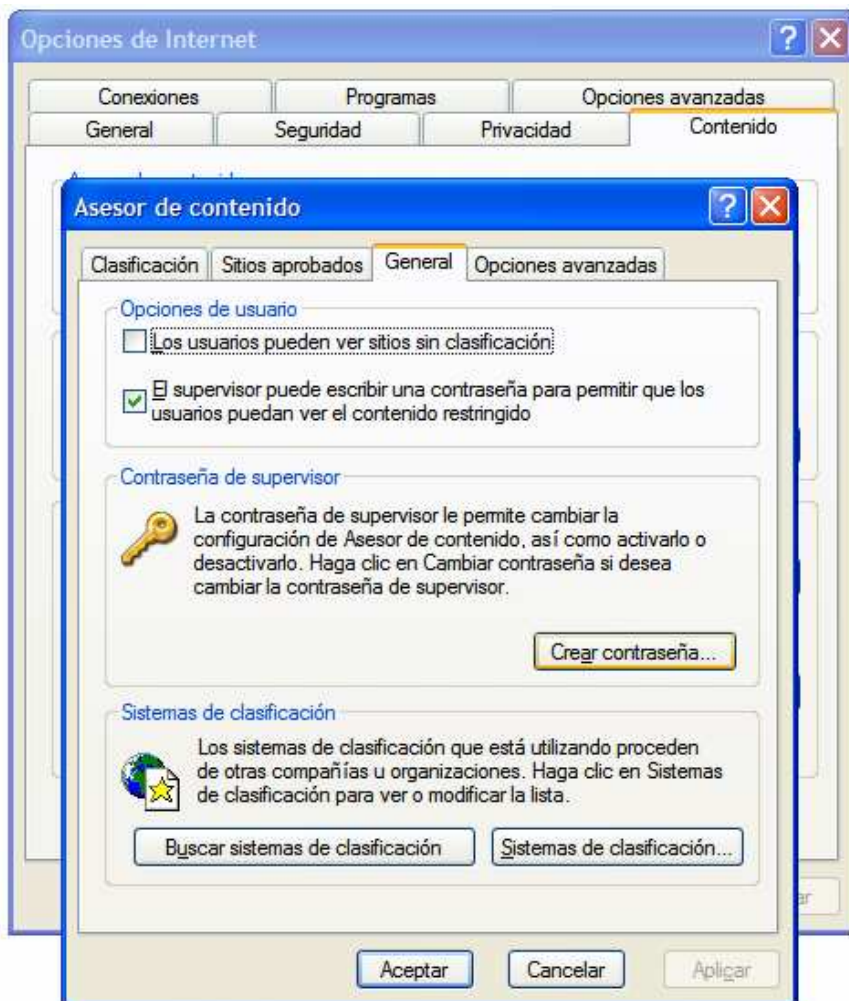 Opciones de Internet
Conexiones
Programas
Opciones avanzadas
General
Seguridad
Privacidad
Contenido
Asesor de contenido
Clasificación
Sitios aprobados
General
Opciones avanzadas
Opciones de usuario
Los usuarios pueden ver sitios sin clasificación
El supervisor puede escribir una contraseña para permitir que los
usuarios puedan ver el contenido restringido
Contraseña de supervisor
La contraseña de supervisor le permite cambiar la
configuración de Asesor de contenido, así como activarlo o
desactivarlo. Haga clic en Cambiar contraseña si desea
cambiar la contraseña de supervisor.
Crear contraseña...
Sistemas de clasificación
Los sistemas de clasificación que está utilizando proceden
de otras compañías u organizaciones. Haga clic en Sistemas
de clasificación para ver o modificar la lista.
Buscar sistemas de clasificación
Sistemas de clasificación...
Aceptar
Cancelar
Aplicar